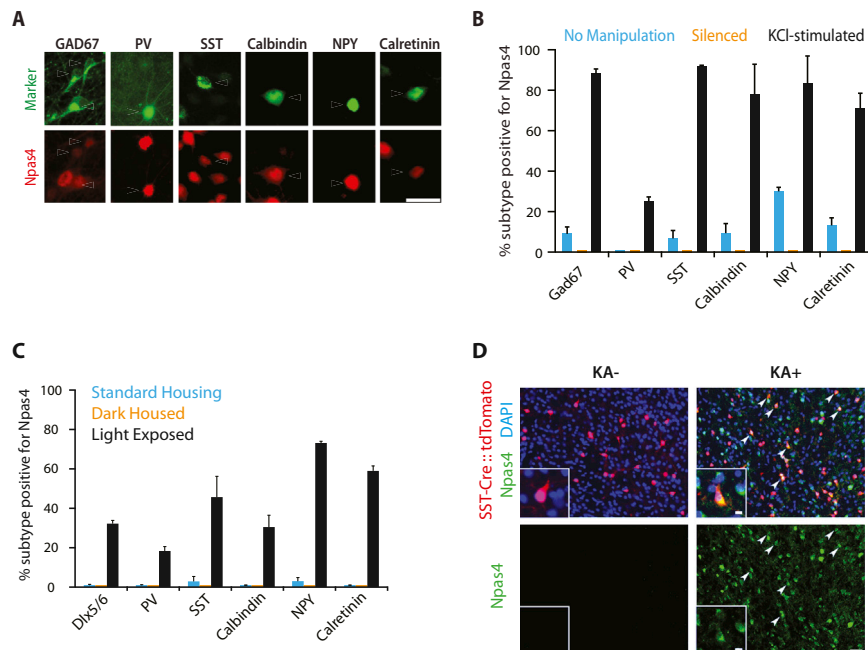 A
GAD67 PV SST Calbindin NPY Calretinin
Marker
Npas4
B
No Manipulation Silenced KCl-stimulated
% subtype positive for Npas4
100
80
60
40
20
0
Gad67 PV SST Calbindin NPY Calretinin
C
Standard Housing
Dark Housed
Light Exposed
% subtype positive for Npas4
100
80
60
40
20
0
Dlx5/6 PV SST Calbindin NPY Calretinin
D
KA- KA+
SST-Cre::tdTomato
Npas4 DAPI
Npas4